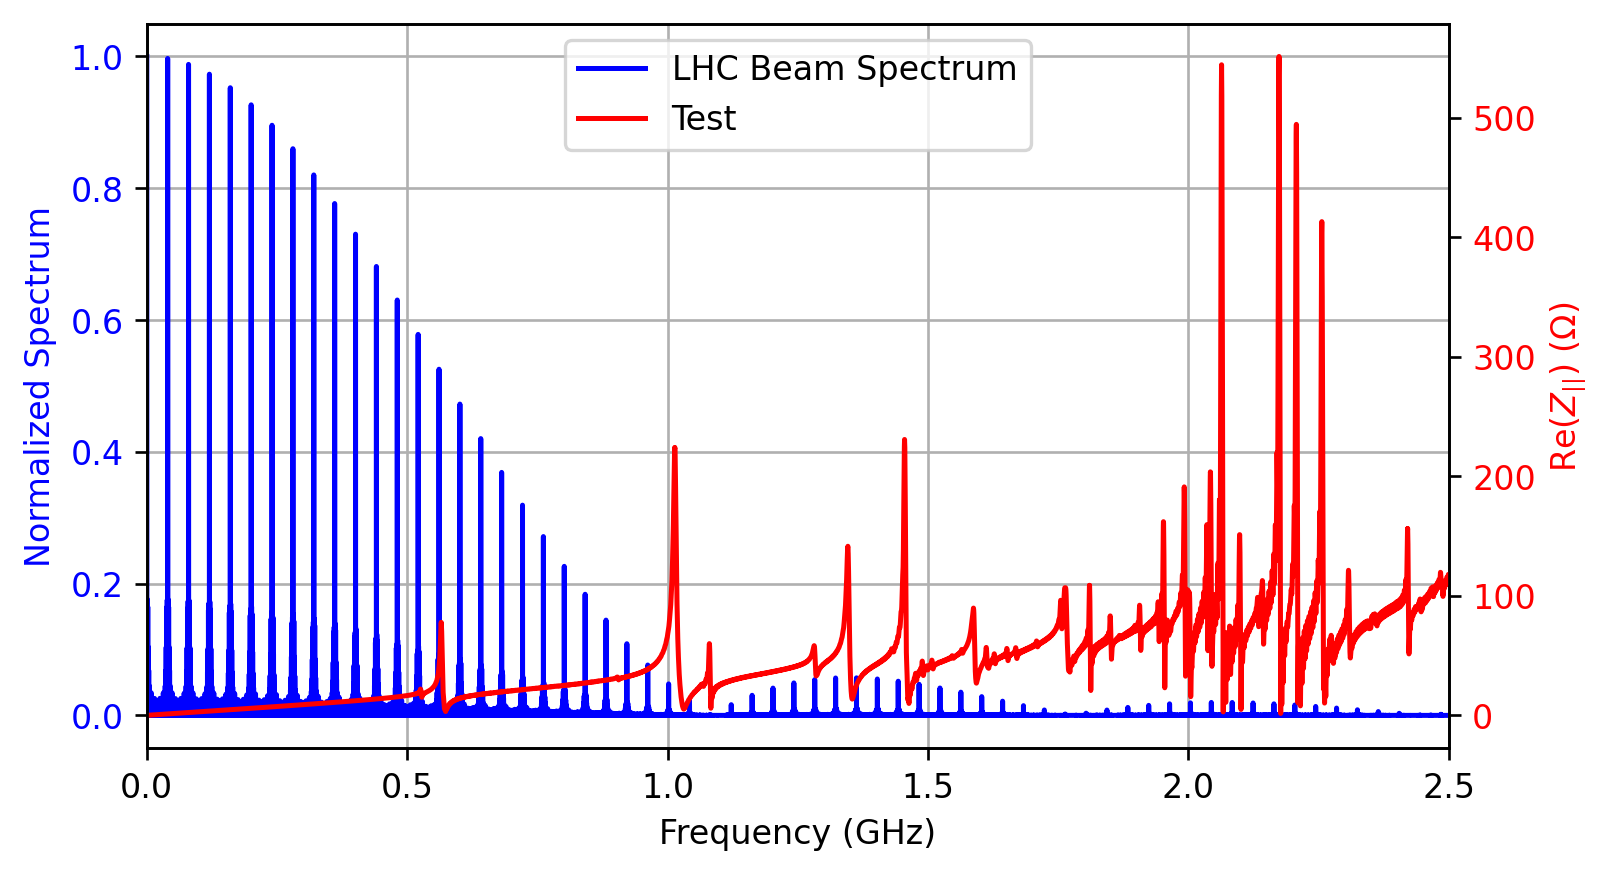 LHC Beam Spectrum
Test
Normalized Spectrum
1.0
0.8
0.6
0.4
0.2
0.0
500
400
300
200
100
0
Re(Z||) (Ω)
0.0 0.5 1.0 1.5 2.0 2.5
Frequency (GHz)